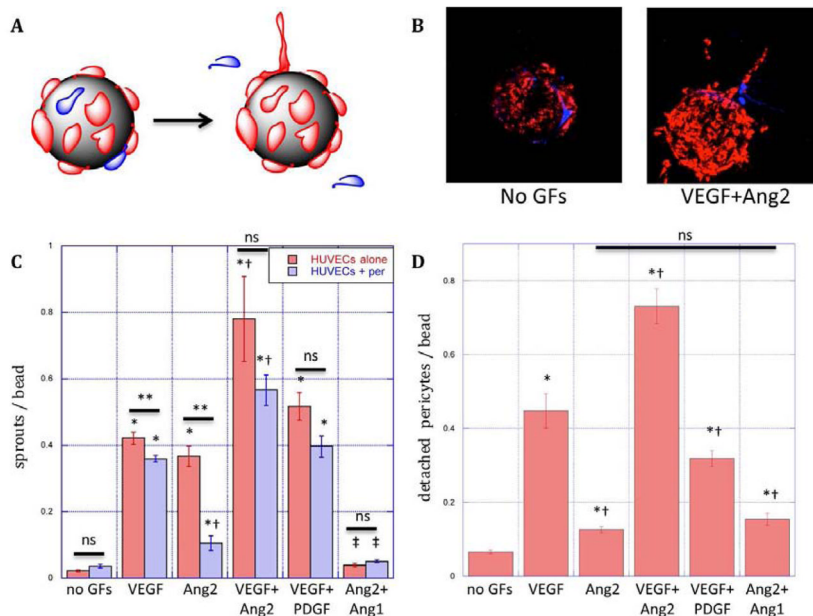 A
B
No GFs
VEGF+Ang2
C
sprouts / bead
1
0.8
0.6
0.4
0.2
0
HUVECs alone
HUVECs + per
ns
** 
* *
**
*
*†
ns
*†
*†
ns
* *
ns
‡ ‡
no GFs
VEGF
Ang2
VEGF+
Ang2
VEGF+
PDGF
Ang2+
Ang1
D
detached pericytes / bead
0.8
0.6
0.4
0.2
0
ns
*
*†
*†
*†
*†
no GFs
VEGF
Ang2
VEGF+
Ang2
VEGF+
PDGF
Ang2+
Ang1